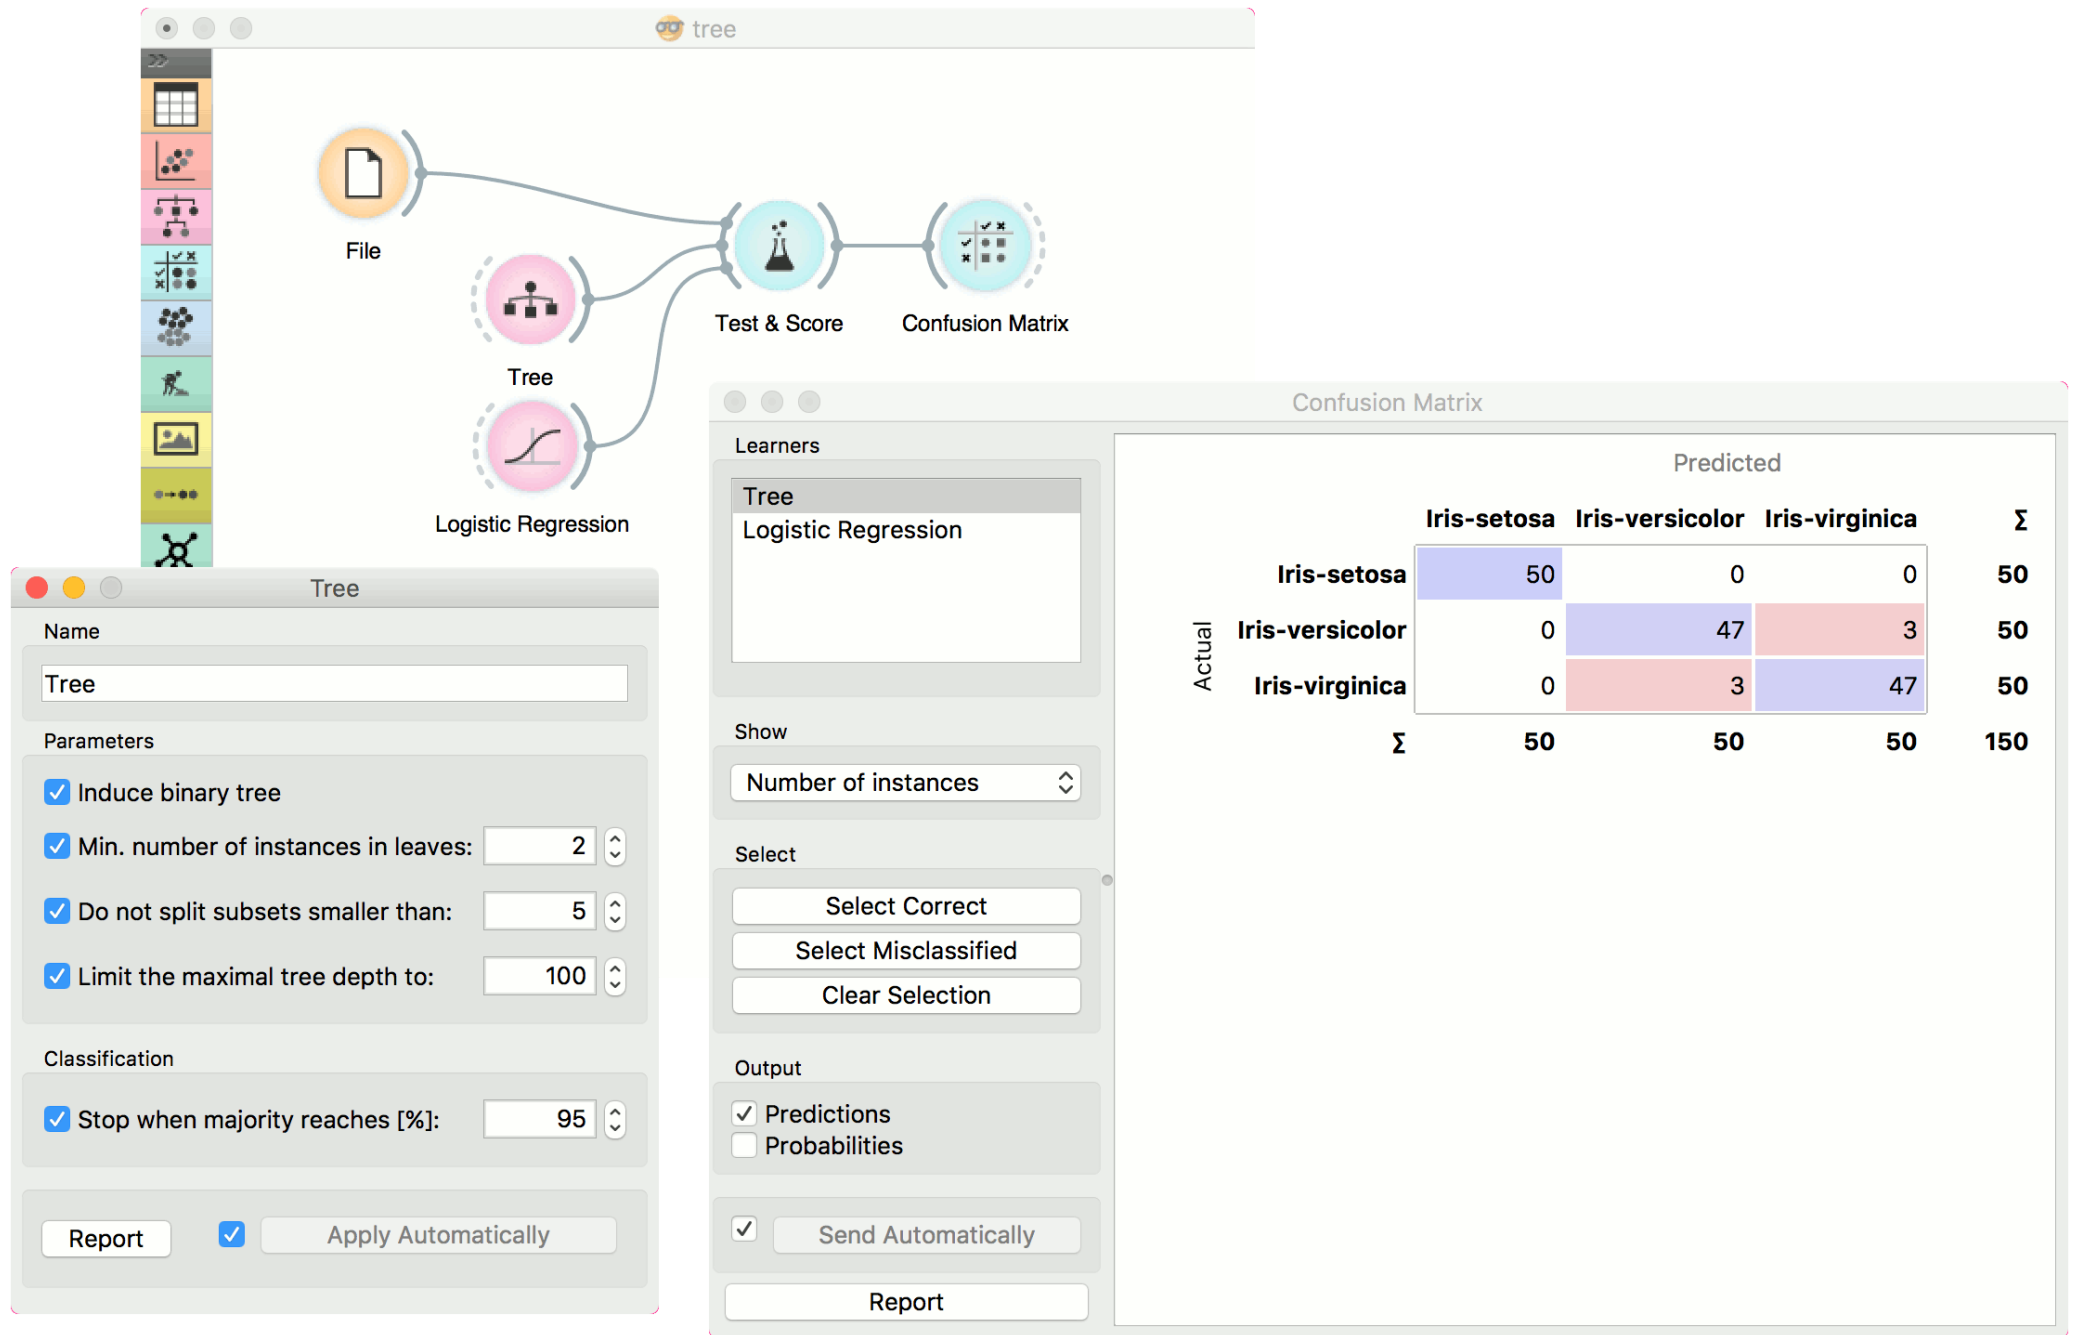 tree
File
Test & Score
Confusion Matrix
Tree
Logistic Regression
Tree
Name
Tree
Parameters
Induce binary tree
Min. number of instances in leaves: 2
Do not split subsets smaller than: 5
Limit the maximal tree depth to: 100
Classification
Stop when majority reaches [%]: 95
Report Apply Automatically
Confusion Matrix
Learners
Tree
Logistic Regression
Show
Number of instances
Select
Select Correct
Select Misclassified
Clear Selection
Output
Predictions
Probabilities
Send Automatically
Report
Predicted
Iris-setosa Iris-versicolor Iris-virginica Σ
Actual
Iris-setosa 50 0 0 50
Iris-versicolor 0 47 3 50
Iris-virginica 0 3 47 50
Σ 50 50 50 150